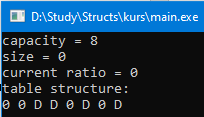 D:\Study\Structs\kurs\main.exe
capacity = 8
size = 0
current ratio = 0
table structure:
0 0 D D 0 D 0 D